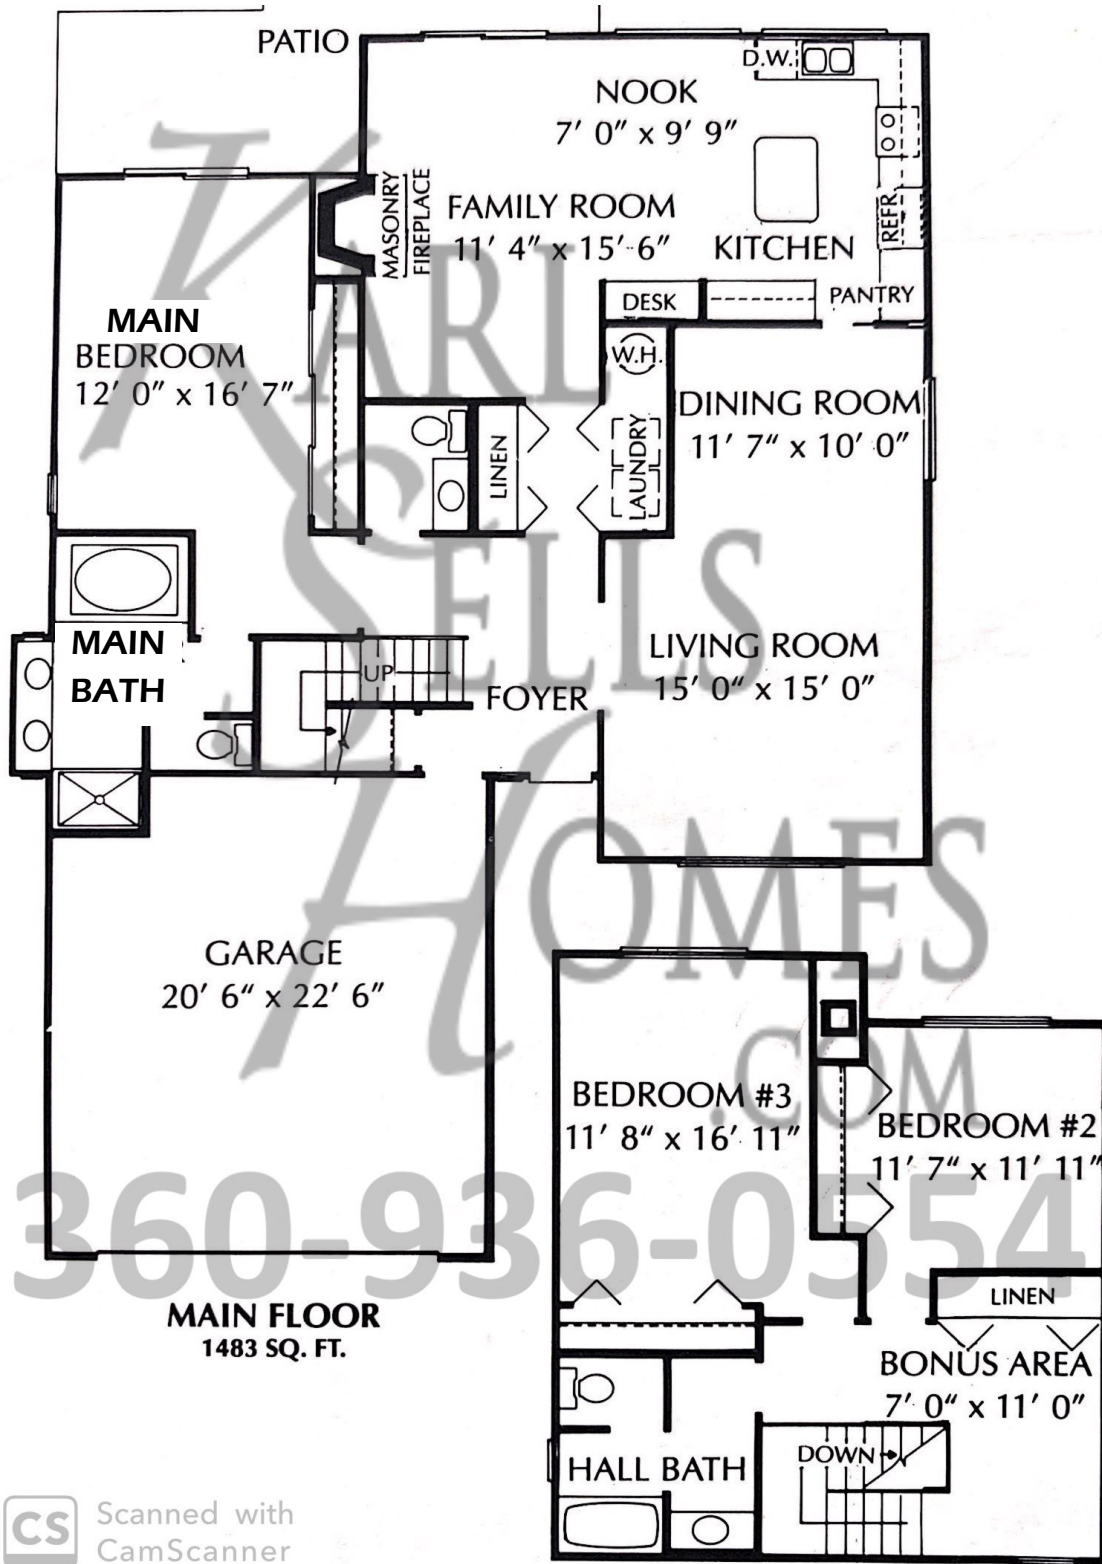 PATIO
D.W.
NOOK
7' 0" x 9' 9"
MASONRY
FIREPLACE
FAMILY ROOM
11' 4" x 15'-6"
REFR.
KITCHEN
DESK
PANTRY
MAIN
BEDROOM
12' 0" x 16' 7"
W.H.
DINING ROOM
11' 7" x 10' 0"
LINEN
LAUNDRY
MAIN
BATH
UP
FOYER
LIVING ROOM
15' 0" x 15' 0"
KARL
SELLS
HOMES
.COM
360-936-0554
GARAGE
20' 6" x 22' 6"
MAIN FLOOR
1483 SQ. FT.
BEDROOM #3
11' 8" x 16' 11"
BEDROOM #2
11' 7" x 11' 11"
LINEN
BONUS AREA
7' 0" x 11' 0"
DOWN
HALL BATH
CS
Scanned with
CamScanner